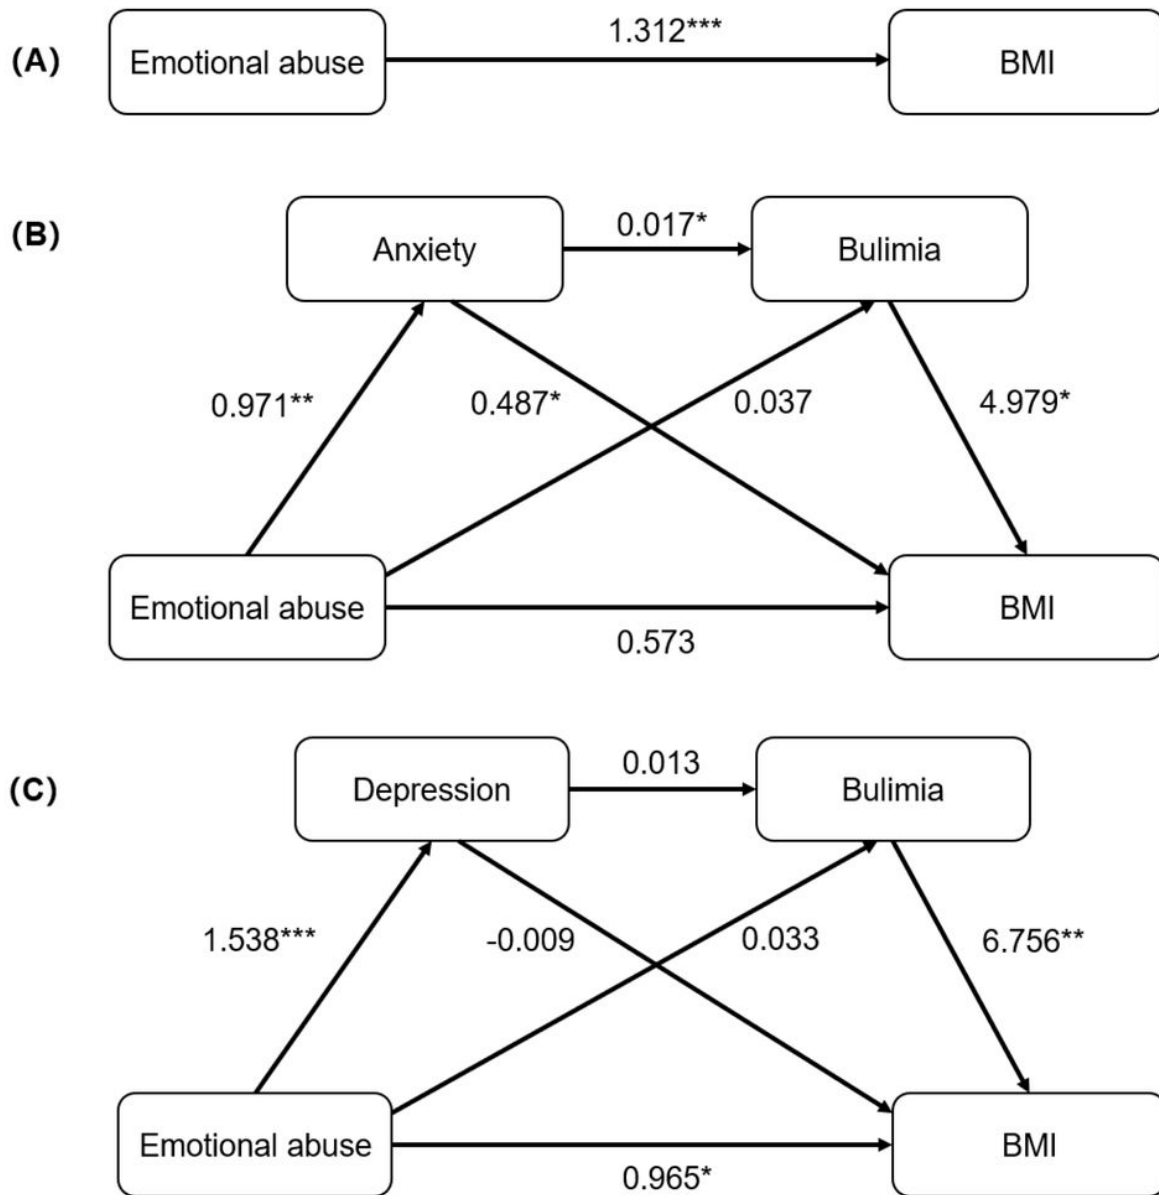 (A)
Emotional abuse
1.312***
BMI
(B)
Anxiety
0.017*
Bulimia
0.971**
0.487*
0.037
4.979*
Emotional abuse
0.573
BMI
(C)
Depression
0.013
Bulimia
1.538***
-0.009
0.033
6.756**
Emotional abuse
0.965*
BMI